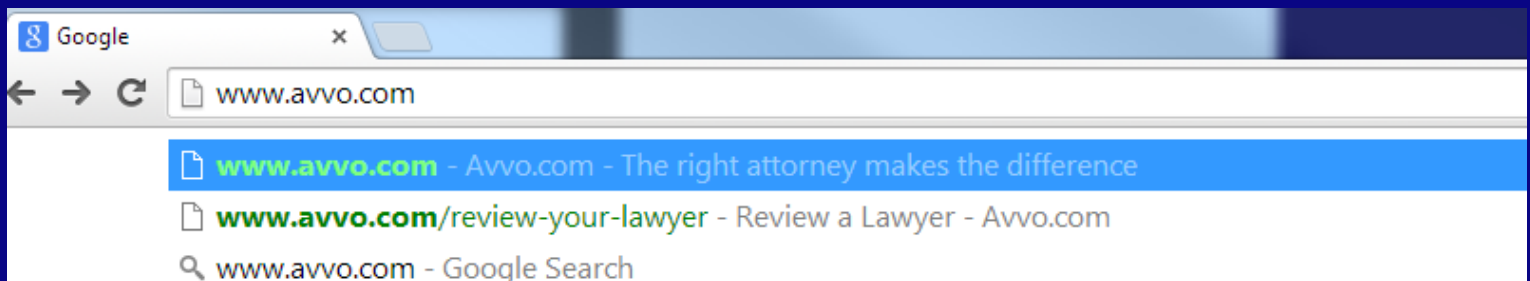 Google
www.avvo.com
www.avvo.com - Avvo.com - The right attorney makes the difference
www.avvo.com/review-your-lawyer - Review a Lawyer - Avvo.com
www.avvo.com - Google Search